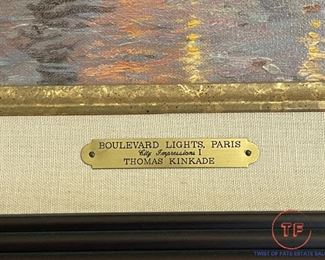 BOULEVARD LIGHTS, PARIS
City Impressions I
THOMAS KINKADE
TF
TWIST OF FATE ESTATE SALES